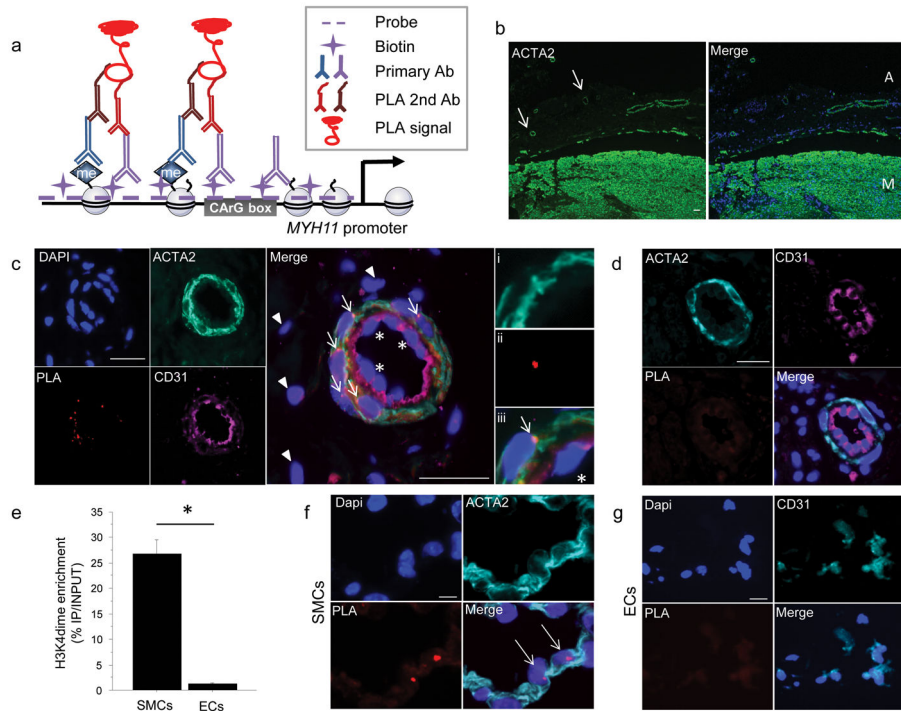 a
Probe
Biotin
Primary Ab
PLA 2nd Ab
PLA signal
me
me
CArG box
MYH11 promoter
b
ACTA2
Merge
A
M
c
DAPI
ACTA2
Merge
i
PLA
CD31
ii
iii
*
*
*
*
d
ACTA2
CD31
PLA
Merge
e
H3K4dime enrichment
(% IP/INPUT)
35
30
25
20
15
10
5
0
*
SMCs
ECs
f
SMCs
Dapi
ACTA2
PLA
Merge
g
ECs
Dapi
CD31
PLA
Merge